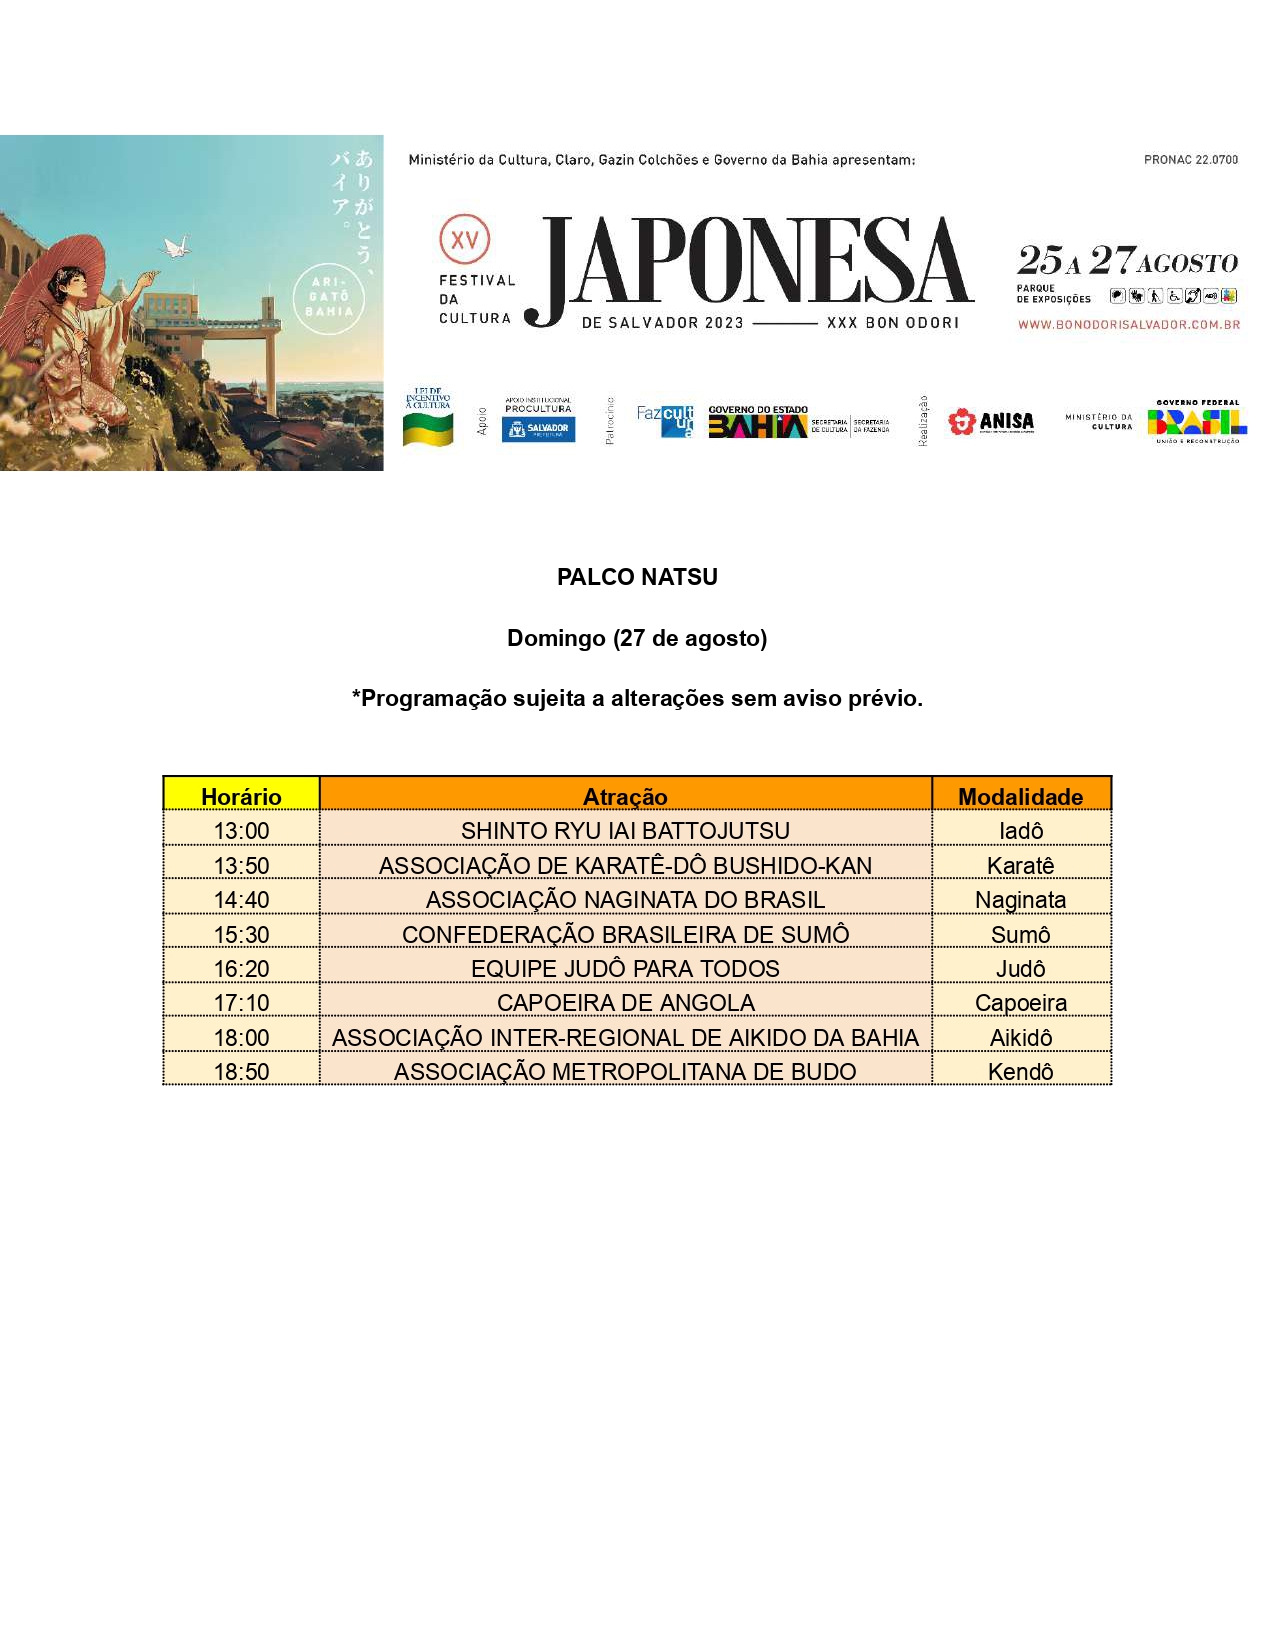 ありがとう、
バイア。
ARI-
GATÔ
BAHIA
Ministério da Cultura, Claro, Gazin Colchões e Governo da Bahia apresentam:
PRONAC 22.0700
XV
FESTIVAL
DA
CULTURA
JAPONESA
DE SALVADOR 2023 XXX BON ODORI
25 A 27 AGOSTO
PARQUE
DE EXPOSIÇÕES
WWW.BONODORISALVADOR.COM.BR
LEI DE
INCENTIVO
À CULTURA
Apoio
APOIO INSTITUCIONAL
PROCULTURA
SALVADOR
PREFEITURA
Patrocínio
Fazcultura
GOVERNO DO ESTADO
BAHIA
SECRETARIA
DE CULTURA
SECRETARIA
DA FAZENDA
Realização
ANISA
MINISTÉRIO DA
CULTURA
GOVERNO FEDERAL
BRASIL
UNIÃO E RECONSTRUÇÃO
PALCO NATSU
Domingo (27 de agosto)
*Programação sujeita a alterações sem aviso prévio.
Horário Atração Modalidade
13:00 SHINTO RYU IAI BATTOJUTSU Iadô
13:50 ASSOCIAÇÃO DE KARATÊ-DÔ BUSHIDO-KAN Karatê
14:40 ASSOCIAÇÃO NAGINATA DO BRASIL Naginata
15:30 CONFEDERAÇÃO BRASILEIRA DE SUMÔ Sumô
16:20 EQUIPE JUDÔ PARA TODOS Judô
17:10 CAPOEIRA DE ANGOLA Capoeira
18:00 ASSOCIAÇÃO INTER-REGIONAL DE AIKIDO DA BAHIA Aikidô
18:50 ASSOCIAÇÃO METROPOLITANA DE BUDO Kendô